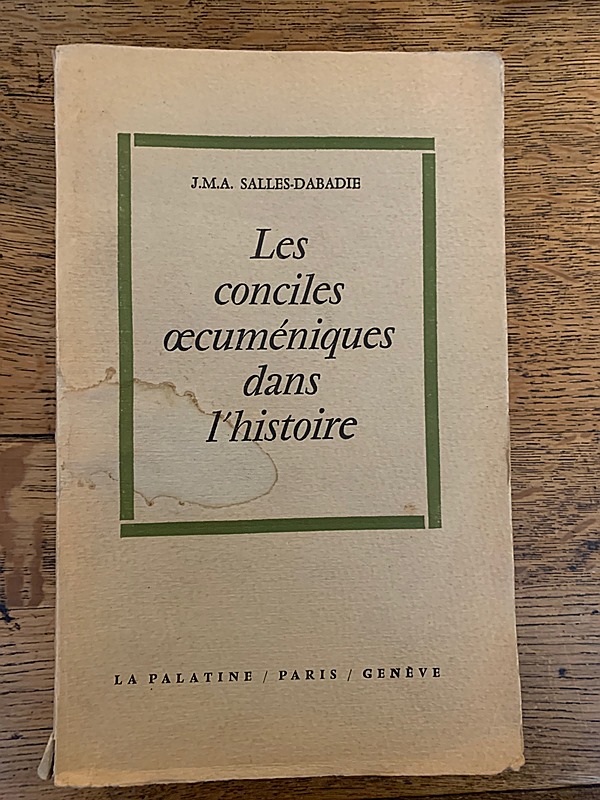 J.M.A. SALLES-DABADIE
Les
conciles
œcuméniques
dans
l'histoire
LA PALATINE / PARIS / GENÈVE